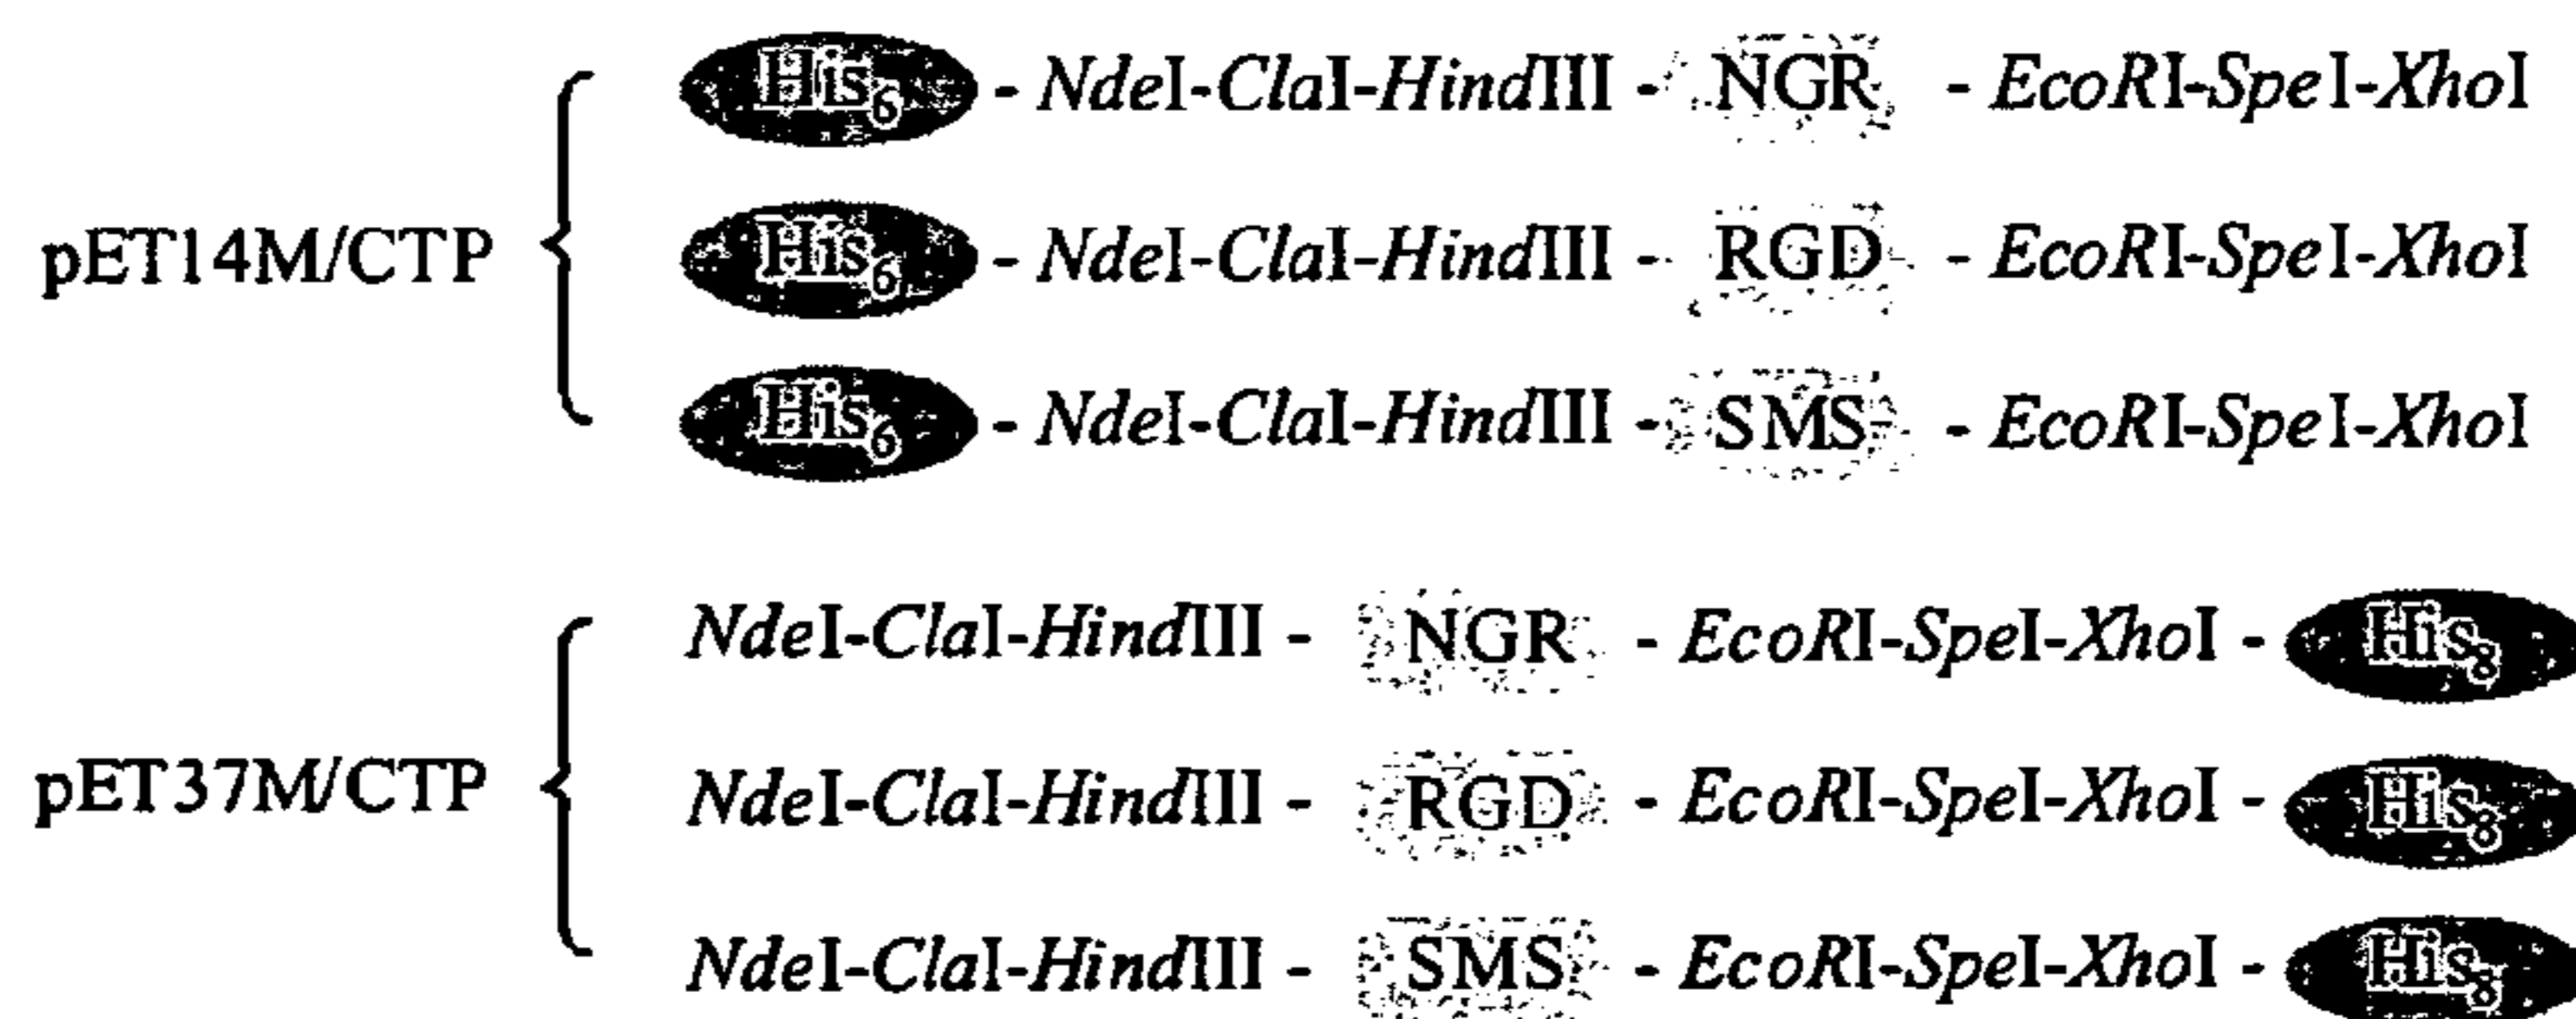 His6 - NdeI-ClaI-HindIII - NGR - EcoRI-SpeI-XhoI
pET14M/CTP
His6 - NdeI-ClaI-HindIII - RGD - EcoRI-SpeI-XhoI
His6 - NdeI-ClaI-HindIII - SMS - EcoRI-SpeI-XhoI
NdeI-ClaI-HindIII - NGR - EcoRI-SpeI-XhoI - His8
pET37M/CTP
NdeI-ClaI-HindIII - RGD - EcoRI-SpeI-XhoI - His8
NdeI-ClaI-HindIII - SMS - EcoRI-SpeI-XhoI - His8